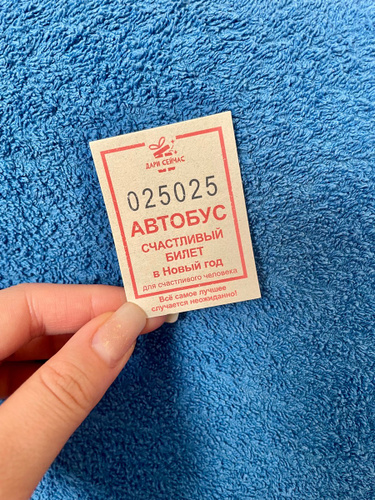 ДАРИ СЕЙЧАС
025025
АВТОБУС
СЧАСТЛИВЫЙ
БИЛЕТ
в Новый год
для счастливого человека
Всё самое лучшее
случается неожиданно!